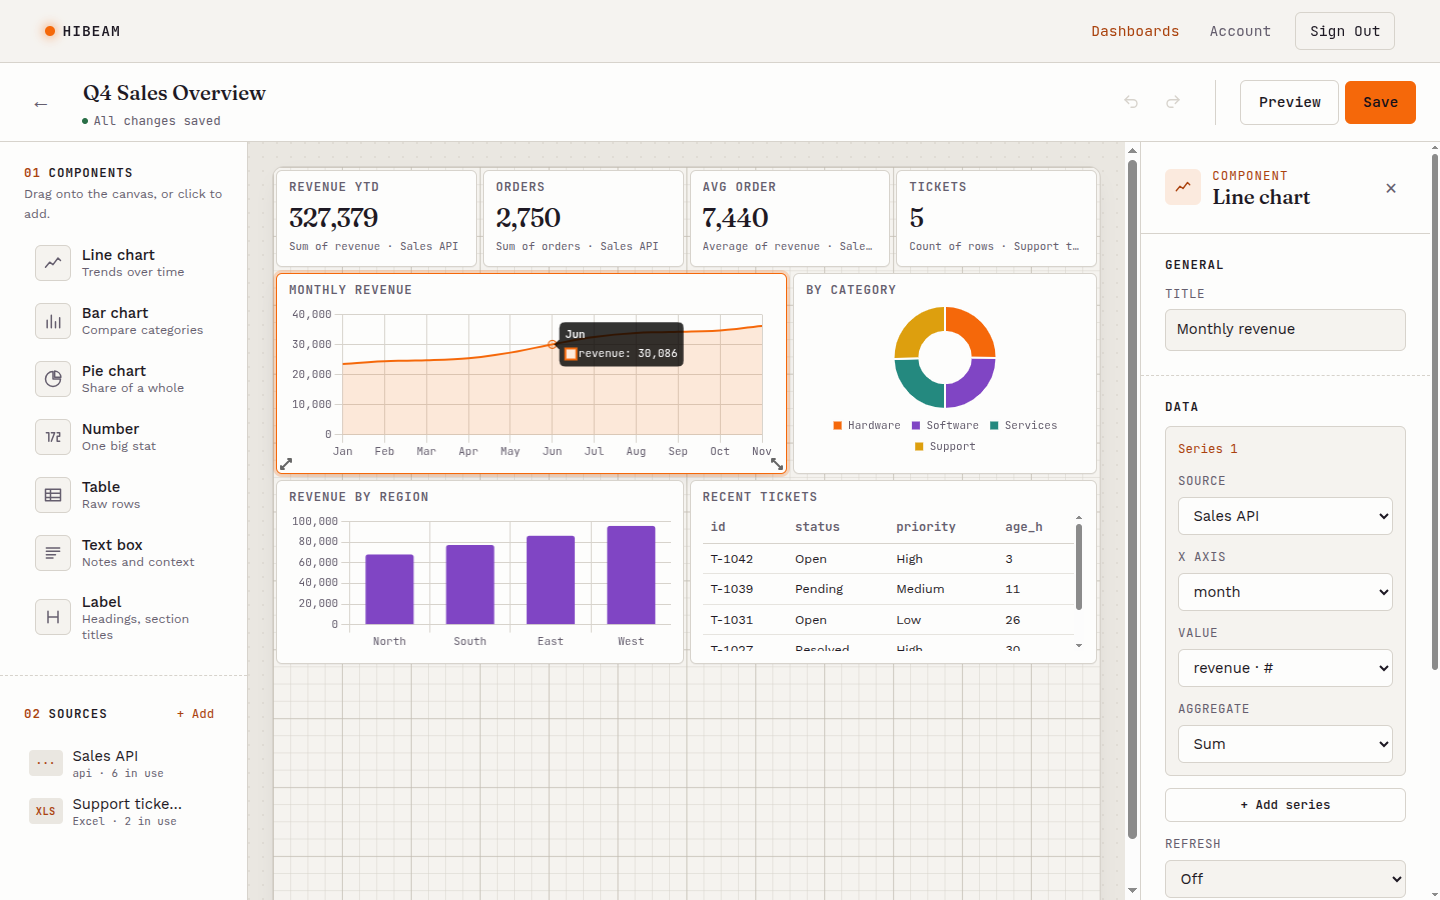 HIBEAM
Dashboards
Account
Sign Out
←
Q4 Sales Overview
All changes saved
Preview
Save
01 COMPONENTS
Drag onto the canvas, or click to
add.
Line chart
Trends over time
Bar chart
Compare categories
Pie chart
Share of a whole
Number
One big stat
Table
Raw rows
Text box
Notes and context
Label
Headings, section
titles
02 SOURCES
+ Add
Sales API
api · 6 in use
XLS
Support ticke…
Excel · 2 in use
REVENUE YTD
327,379
Sum of revenue · Sales API
ORDERS
2,750
Sum of orders · Sales API
AVG ORDER
7,440
Average of revenue · Sale…
TICKETS
5
Count of rows · Support t…
MONTHLY REVENUE
40,000
30,000
20,000
10,000
0
Jan Feb Mar Apr May Jun Jul Aug Sep Oct Nov
Jun
revenue: 30,086
BY CATEGORY
Hardware Software Services
Support
REVENUE BY REGION
100,000
80,000
60,000
40,000
20,000
0
North South East West
RECENT TICKETS
id status priority age_h
T-1042 Open High 3
T-1039 Pending Medium 11
T-1031 Open Low 26
T-1027 Resolved High 30
COMPONENT
Line chart
×
GENERAL
TITLE
Monthly revenue
DATA
Series 1
SOURCE
Sales API
X AXIS
month
VALUE
revenue · #
AGGREGATE
Sum
+ Add series
REFRESH
Off